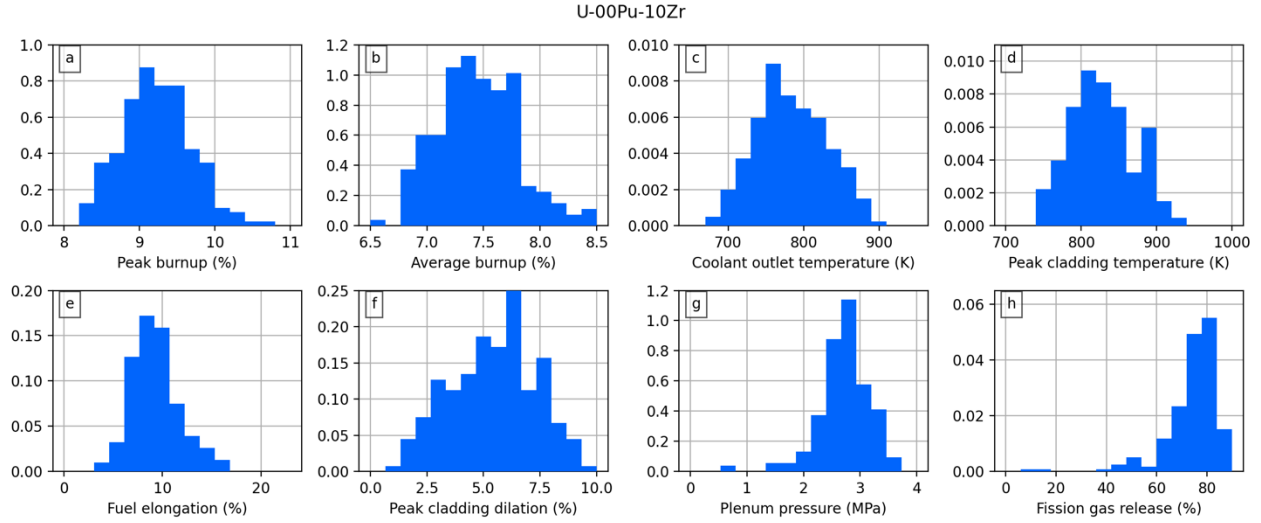 U-00Pu-10Zr
a
1.0
0.8
0.6
0.4
0.2
0.0
8 9 10 11
Peak burnup (%)
b
1.2
1.0
0.8
0.6
0.4
0.2
0.0
6.5 7.0 7.5 8.0 8.5
Average burnup (%)
c
0.010
0.008
0.006
0.004
0.002
0.000
700 800 900
Coolant outlet temperature (K)
d
0.010
0.008
0.006
0.004
0.002
0.000
700 800 900 1000
Peak cladding temperature (K)
e
0.20
0.15
0.10
0.05
0.00
0 10 20
Fuel elongation (%)
f
0.25
0.20
0.15
0.10
0.05
0.00
0.0 2.5 5.0 7.5 10.0
Peak cladding dilation (%)
g
1.2
1.0
0.8
0.6
0.4
0.2
0.0
0 1 2 3 4
Plenum pressure (MPa)
h
0.06
0.04
0.02
0.00
0 20 40 60 80
Fission gas release (%)